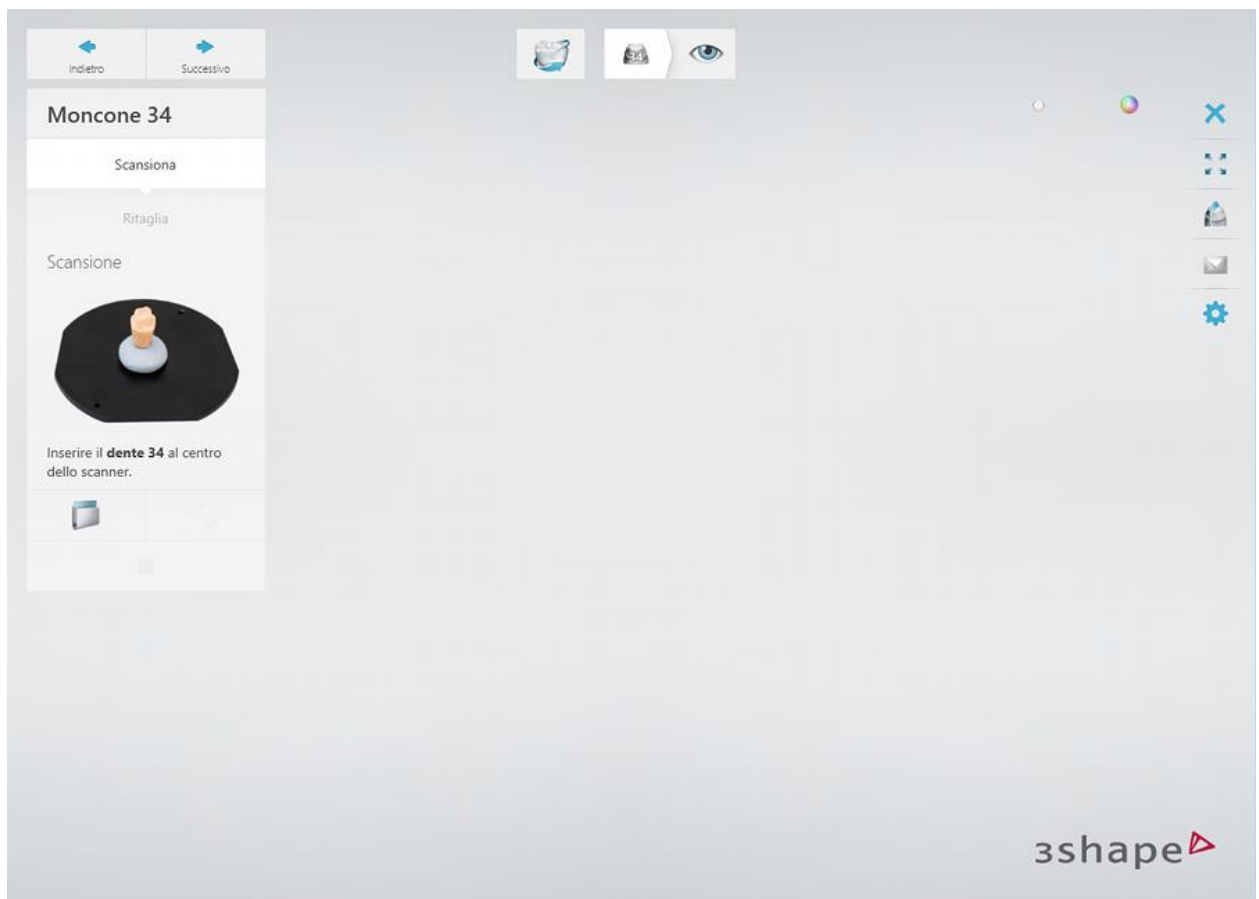 Indietro
Successivo
34
Moncone 34
Scansiona
Ritaglia
Scansione
Inserire il dente 34 al centro
dello scanner.
3shape